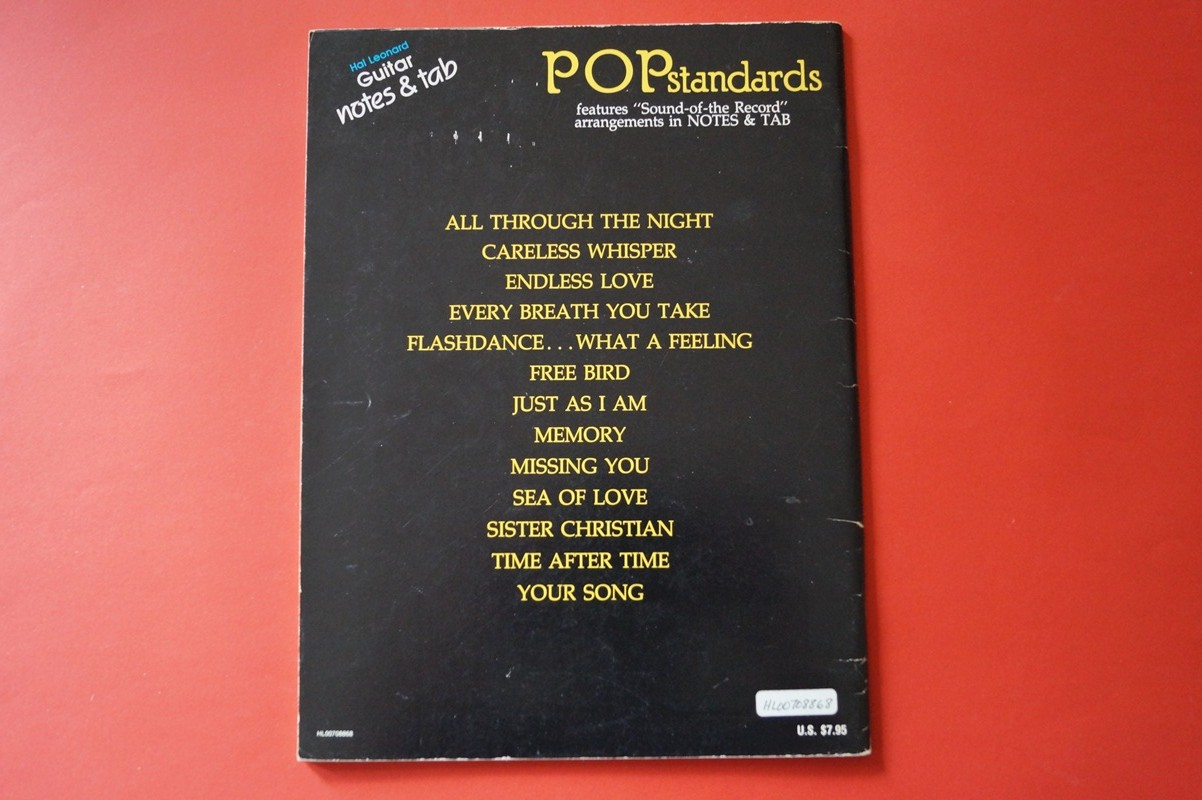 Hal Leonard
Guitar
notes & tab
POPstandards
features "Sound-of-the Record"
arrangements in NOTES & TAB
ALL THROUGH THE NIGHT
CARELESS WHISPER
ENDLESS LOVE
EVERY BREATH YOU TAKE
FLASHDANCE...WHAT A FEELING
FREE BIRD
JUST AS I AM
MEMORY
MISSING YOU
SEA OF LOVE
SISTER CHRISTIAN
TIME AFTER TIME
YOUR SONG
HL00708868
HL00708868
U.S. $7.95